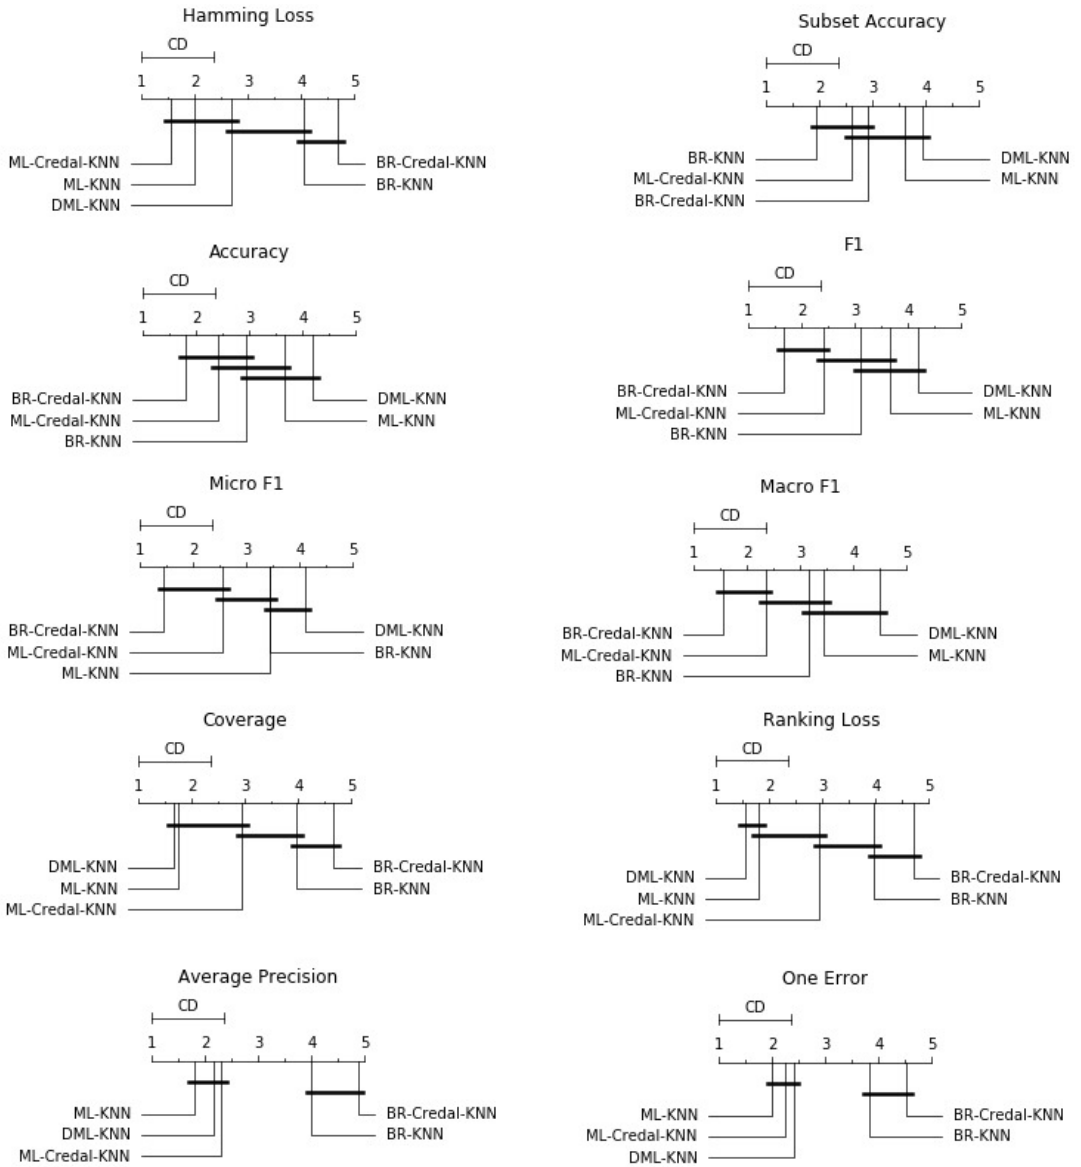 Hamming Loss
CD
1 2 3 4 5
ML-Credal-KNN
ML-KNN
DML-KNN
BR-Credal-KNN
BR-KNN
Subset Accuracy
CD
1 2 3 4 5
BR-KNN
ML-Credal-KNN
BR-Credal-KNN
DML-KNN
ML-KNN
Accuracy
CD
1 2 3 4 5
BR-Credal-KNN
ML-Credal-KNN
BR-KNN
DML-KNN
ML-KNN
F1
CD
1 2 3 4 5
BR-Credal-KNN
ML-Credal-KNN
BR-KNN
DML-KNN
ML-KNN
Micro F1
CD
1 2 3 4 5
BR-Credal-KNN
ML-Credal-KNN
ML-KNN
DML-KNN
BR-KNN
Macro F1
CD
1 2 3 4 5
BR-Credal-KNN
ML-Credal-KNN
BR-KNN
DML-KNN
ML-KNN
Coverage
CD
1 2 3 4 5
DML-KNN
ML-KNN
ML-Credal-KNN
BR-Credal-KNN
BR-KNN
Ranking Loss
CD
1 2 3 4 5
DML-KNN
ML-KNN
ML-Credal-KNN
BR-Credal-KNN
BR-KNN
Average Precision
CD
1 2 3 4 5
ML-KNN
DML-KNN
ML-Credal-KNN
BR-Credal-KNN
BR-KNN
One Error
CD
1 2 3 4 5
ML-KNN
ML-Credal-KNN
DML-KNN
BR-Credal-KNN
BR-KNN